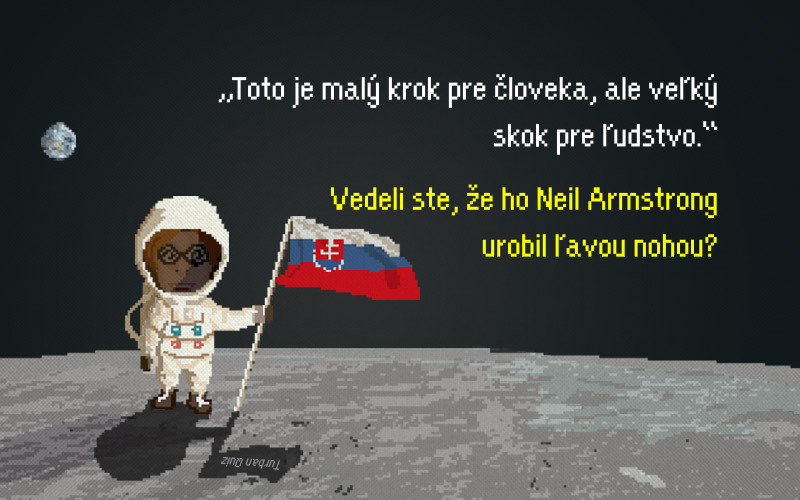 „Toto je malý krok pre človeka, ale veľký
skok pre ľudstvo.“
Vedeli ste, že ho Neil Armstrong
urobil ľavou nohou?
Turban Quiz